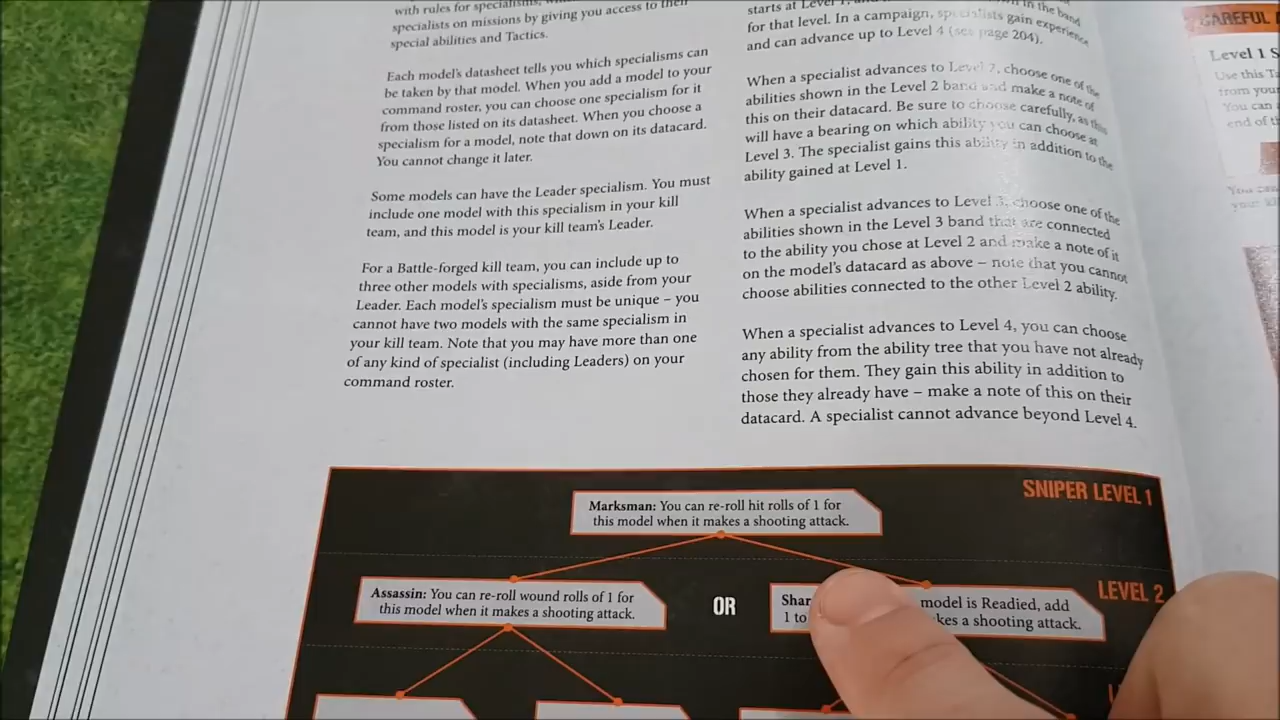 with rules for specialisms,
specialists on missions by giving you access to their
special abilities and Tactics.
Each model's datasheet tells you which specialisms can
be taken by that model. When you add a model to your
command roster, you can choose one specialism for it
from those listed on its datasheet. When you choose a
specialism for a model, note that down on its datacard.
You cannot change it later.
Some models can have the Leader specialism. You must
include one model with this specialism in your kill
team, and this model is your kill team's Leader.
For a Battle-forged kill team, you can include up to
three other models with specialisms, aside from your
Leader. Each model's specialism must be unique – you
cannot have two models with the same specialism in
your kill team. Note that you may have more than one
of any kind of specialist (including Leaders) on your
command roster.
starts at Level 1, in the band
for that level. In a campaign, specialists gain experience
and can advance up to Level 4 (see page 204).
When a specialist advances to Level 2, choose one of the
abilities shown in the Level 2 band and make a note of
this on their datacard. Be sure to choose carefully, as this
will have a bearing on which ability you can choose at
Level 3. The specialist gains this ability in addition to the
ability gained at Level 1.
When a specialist advances to Level 3, choose one of the
abilities shown in the Level 3 band that are connected
to the ability you chose at Level 2 and make a note of it
on the model's datacard as above – note that you cannot
choose abilities connected to the other Level 2 ability.
When a specialist advances to Level 4, you can choose
any ability from the ability tree that you have not already
chosen for them. They gain this ability in addition to
those they already have – make a note of this on their
datacard. A specialist cannot advance beyond Level 4.
SNIPER LEVEL 1
Marksman: You can re-roll hit rolls of 1 for
this model when it makes a shooting attack.
LEVEL 2
Assassin: You can re-roll wound rolls of 1 for
this model when it makes a shooting attack.
OR
model is Readied, add
1 to a shooting attack.
CAREFUL
Level 1
Use this
from your
You can
end of the